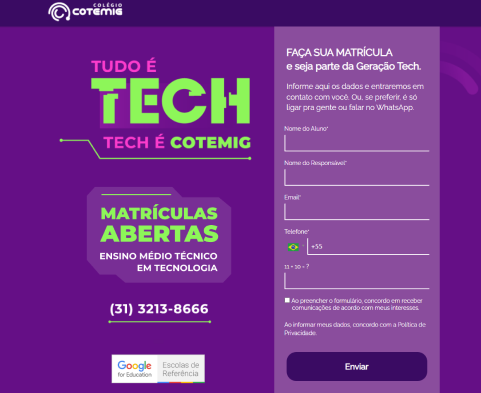 COLÉGIO
COTEMIG
TUDO É
TECH
TECH É COTEMIG
MATRÍCULAS
ABERTAS
ENSINO MÉDIO TÉCNICO
EM TECNOLOGIA
(31) 3213-8666
Google
for Education
Escolas de
Referência
FAÇA SUA MATRÍCULA
e seja parte da Geração Tech.
Informe aqui os dados e entraremos em
contato com você. Ou, se preferir, é só
ligar pra gente ou falar no WhatsApp.
Nome do Aluno*
Nome do Responsável*
Email*
Telefone*
+55
11 + 10 = ?
Ao preencher o formulário, concordo em receber
comunicações de acordo com meus interesses.
Ao informar meus dados, concordo com a Política de
Privacidade.
Enviar